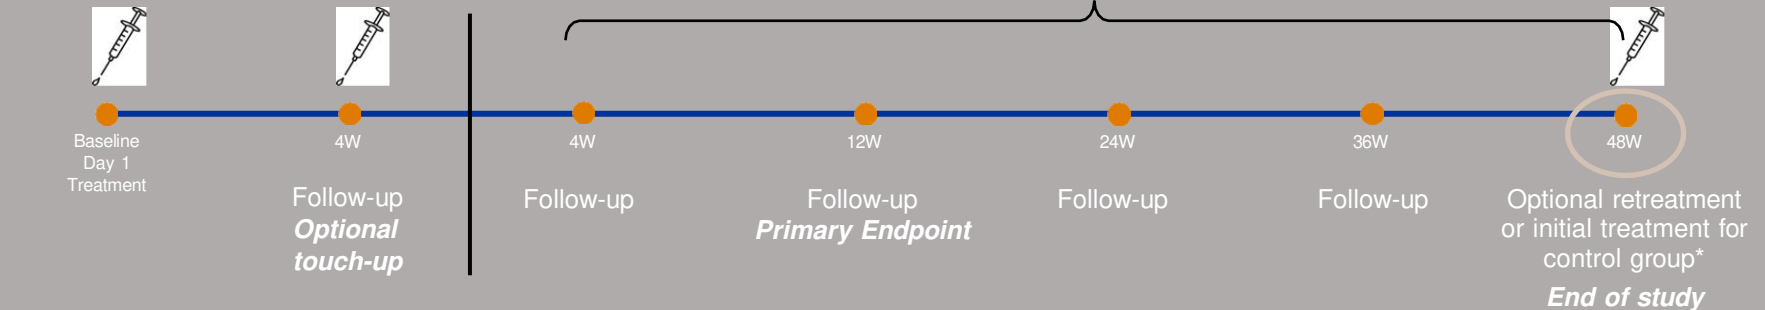 Baseline
Day 1
Treatment
4W
Follow-up
Optional
touch-up
4W
Follow-up
12W
Follow-up
Primary Endpoint
24W
Follow-up
36W
Follow-up
48W
Optional retreatment
or initial treatment for
control group*
End of study